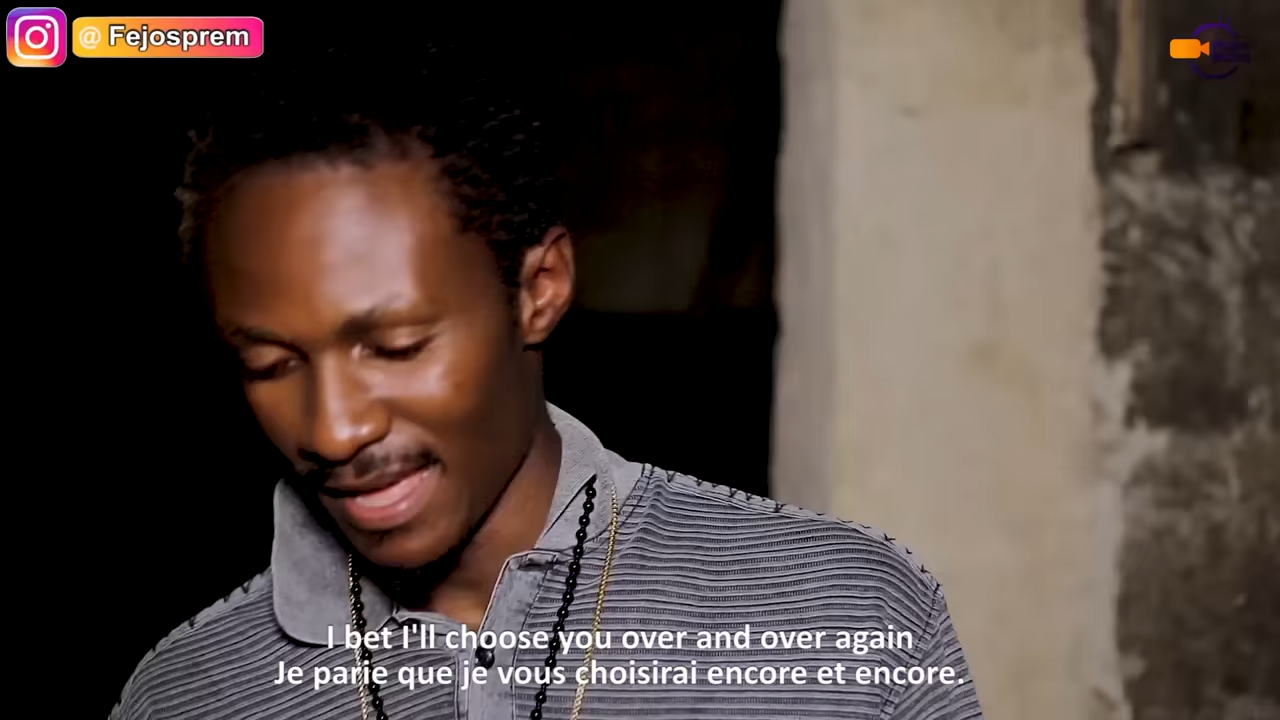 @ Fejosprem
I bet I'll choose you over and over again
Je parie que je vous choisirai encore et encore.